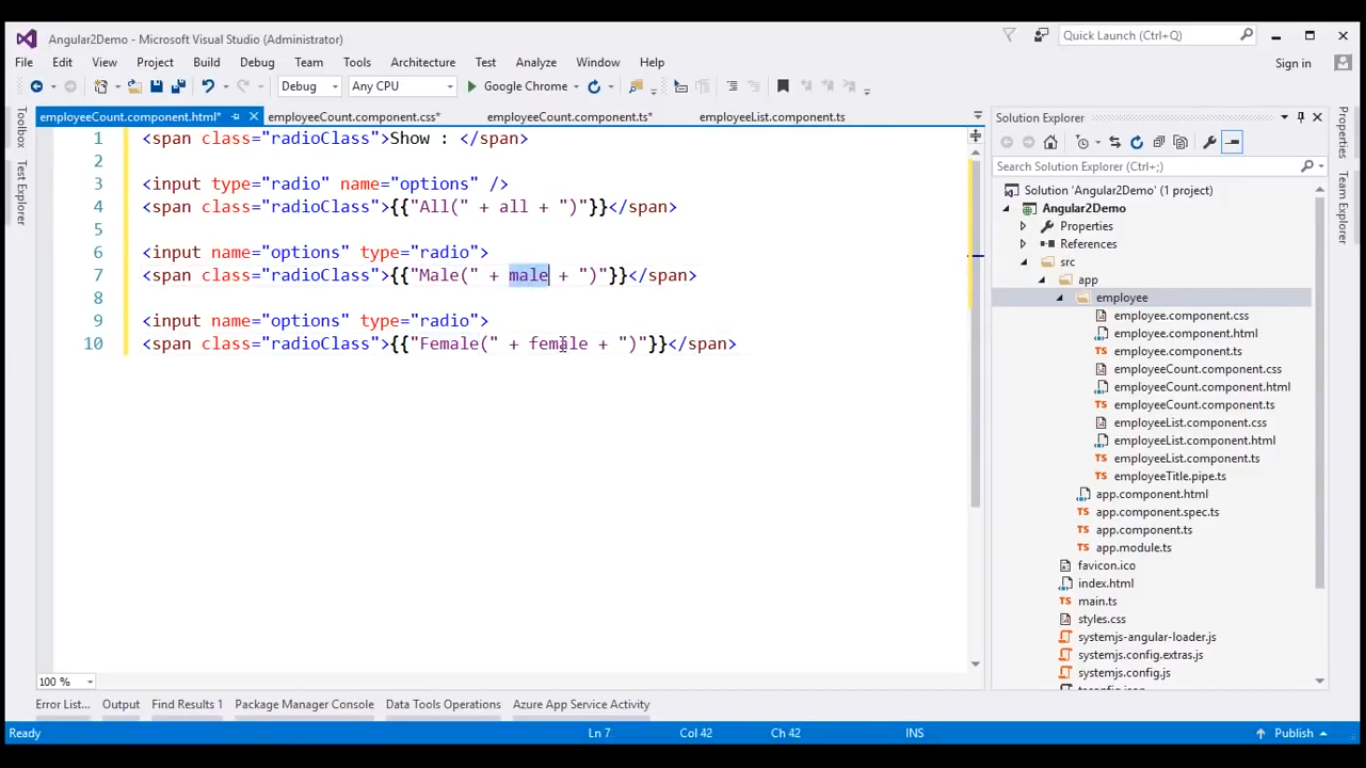 Angular2Demo - Microsoft Visual Studio (Administrator)
Quick Launch (Ctrl+Q)
File Edit View Project Build Debug Team Tools Architecture Test Analyze Window Help
Sign in
Debug Any CPU Google Chrome
employeeCount.component.html* employeeCount.component.css* employeeCount.component.ts* employeeList.component.ts
Toolbox
Test Explorer
1 <span class="radioClass">Show : </span>
2
3 <input type="radio" name="options" />
4 <span class="radioClass">{{"All(" + all + ")"}}</span>
5
6 <input name="options" type="radio">
7 <span class="radioClass">{{"Male(" + male + ")"}}</span>
8
9 <input name="options" type="radio">
10 <span class="radioClass">{{"Female(" + female + ")"}}</span>
100 %
Solution Explorer
Search Solution Explorer (Ctrl+;)
Solution 'Angular2Demo' (1 project)
Angular2Demo
Properties
References
src
app
employee
employee.component.css
employee.component.html
employee.component.ts
employeeCount.component.css
employeeCount.component.html
employeeCount.component.ts
employeeList.component.css
employeeList.component.html
employeeList.component.ts
employeeTitle.pipe.ts
app.component.html
app.component.spec.ts
app.component.ts
app.module.ts
favicon.ico
index.html
main.ts
styles.css
systemjs-angular-loader.js
systemjs.config.extras.js
systemjs.config.js
Properties
Team Explorer
Error List... Output Find Results 1 Package Manager Console Data Tools Operations Azure App Service Activity
Ready Ln 7 Col 42 Ch 42 INS Publish